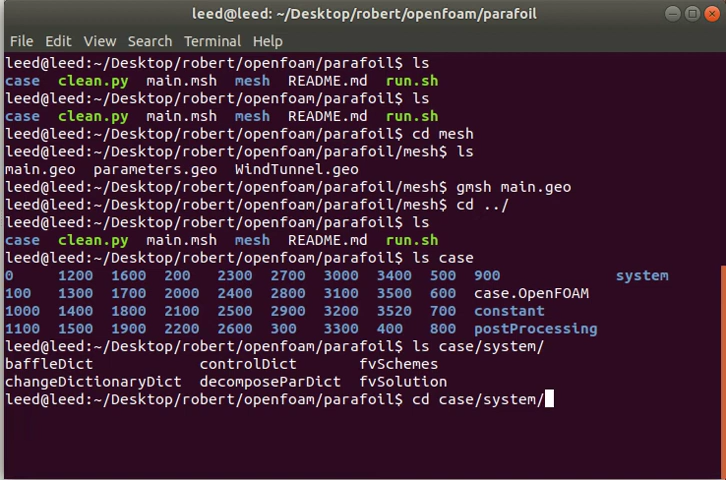 leed@leed: ~/Desktop/robert/openfoam/parafoil
File Edit View Search Terminal Help
leed@leed:~/Desktop/robert/openfoam/parafoil$ ls
case clean.py main.msh mesh README.md run.sh
leed@leed:~/Desktop/robert/openfoam/parafoil$ ls
case clean.py main.msh mesh README.md run.sh
leed@leed:~/Desktop/robert/openfoam/parafoil$ cd mesh
leed@leed:~/Desktop/robert/openfoam/parafoil/mesh$ ls
main.geo parameters.geo WindTunnel.geo
leed@leed:~/Desktop/robert/openfoam/parafoil/mesh$ gmsh main.geo
leed@leed:~/Desktop/robert/openfoam/parafoil/mesh$ cd ../
leed@leed:~/Desktop/robert/openfoam/parafoil$ ls
case clean.py main.msh mesh README.md run.sh
leed@leed:~/Desktop/robert/openfoam/parafoil$ ls case
0 1200 1600 200 2300 2700 3000 3400 500 900 system
100 1300 1700 2000 2400 2800 3100 3500 600 case.OpenFOAM
1000 1400 1800 2100 2500 2900 3200 3520 700 constant
1100 1500 1900 2200 2600 300 3300 400 800 postProcessing
leed@leed:~/Desktop/robert/openfoam/parafoil$ ls case/system/
baffleDict controlDict fvSchemes
changeDictionaryDict decomposeParDict fvSolution
leed@leed:~/Desktop/robert/openfoam/parafoil$ cd case/system/